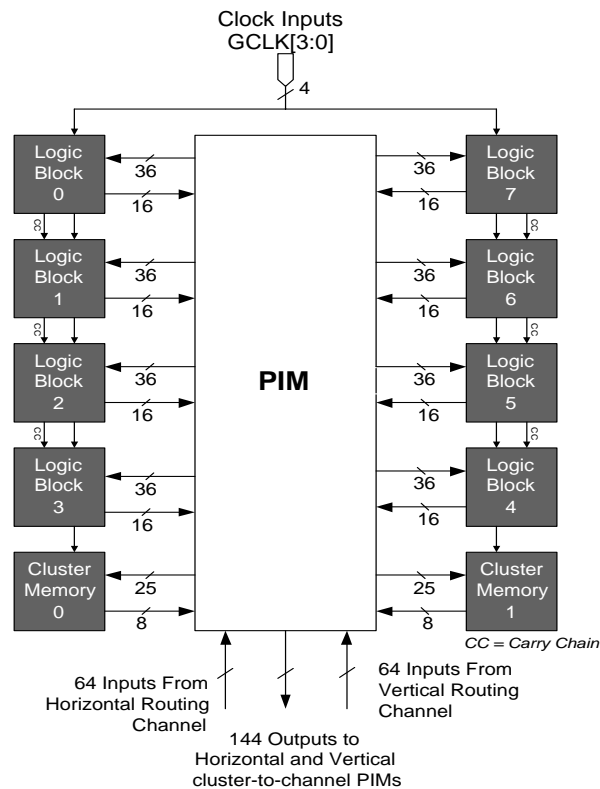 Clock Inputs
GCLK[3:0]
4
Logic
Block
0
36
16
36
16
Logic
Block
7
CC
CC
Logic
Block
1
36
16
36
16
Logic
Block
6
CC
CC
Logic
Block
2
36
16
PIM
36
16
Logic
Block
5
CC
CC
Logic
Block
3
36
16
36
16
Logic
Block
4
Cluster
Memory
0
25
8
25
8
Cluster
Memory
1
CC = Carry Chain
64 Inputs From
Horizontal Routing
Channel
64 Inputs From
Vertical Routing
Channel
144 Outputs to
Horizontal and Vertical
cluster-to-channel PIMs